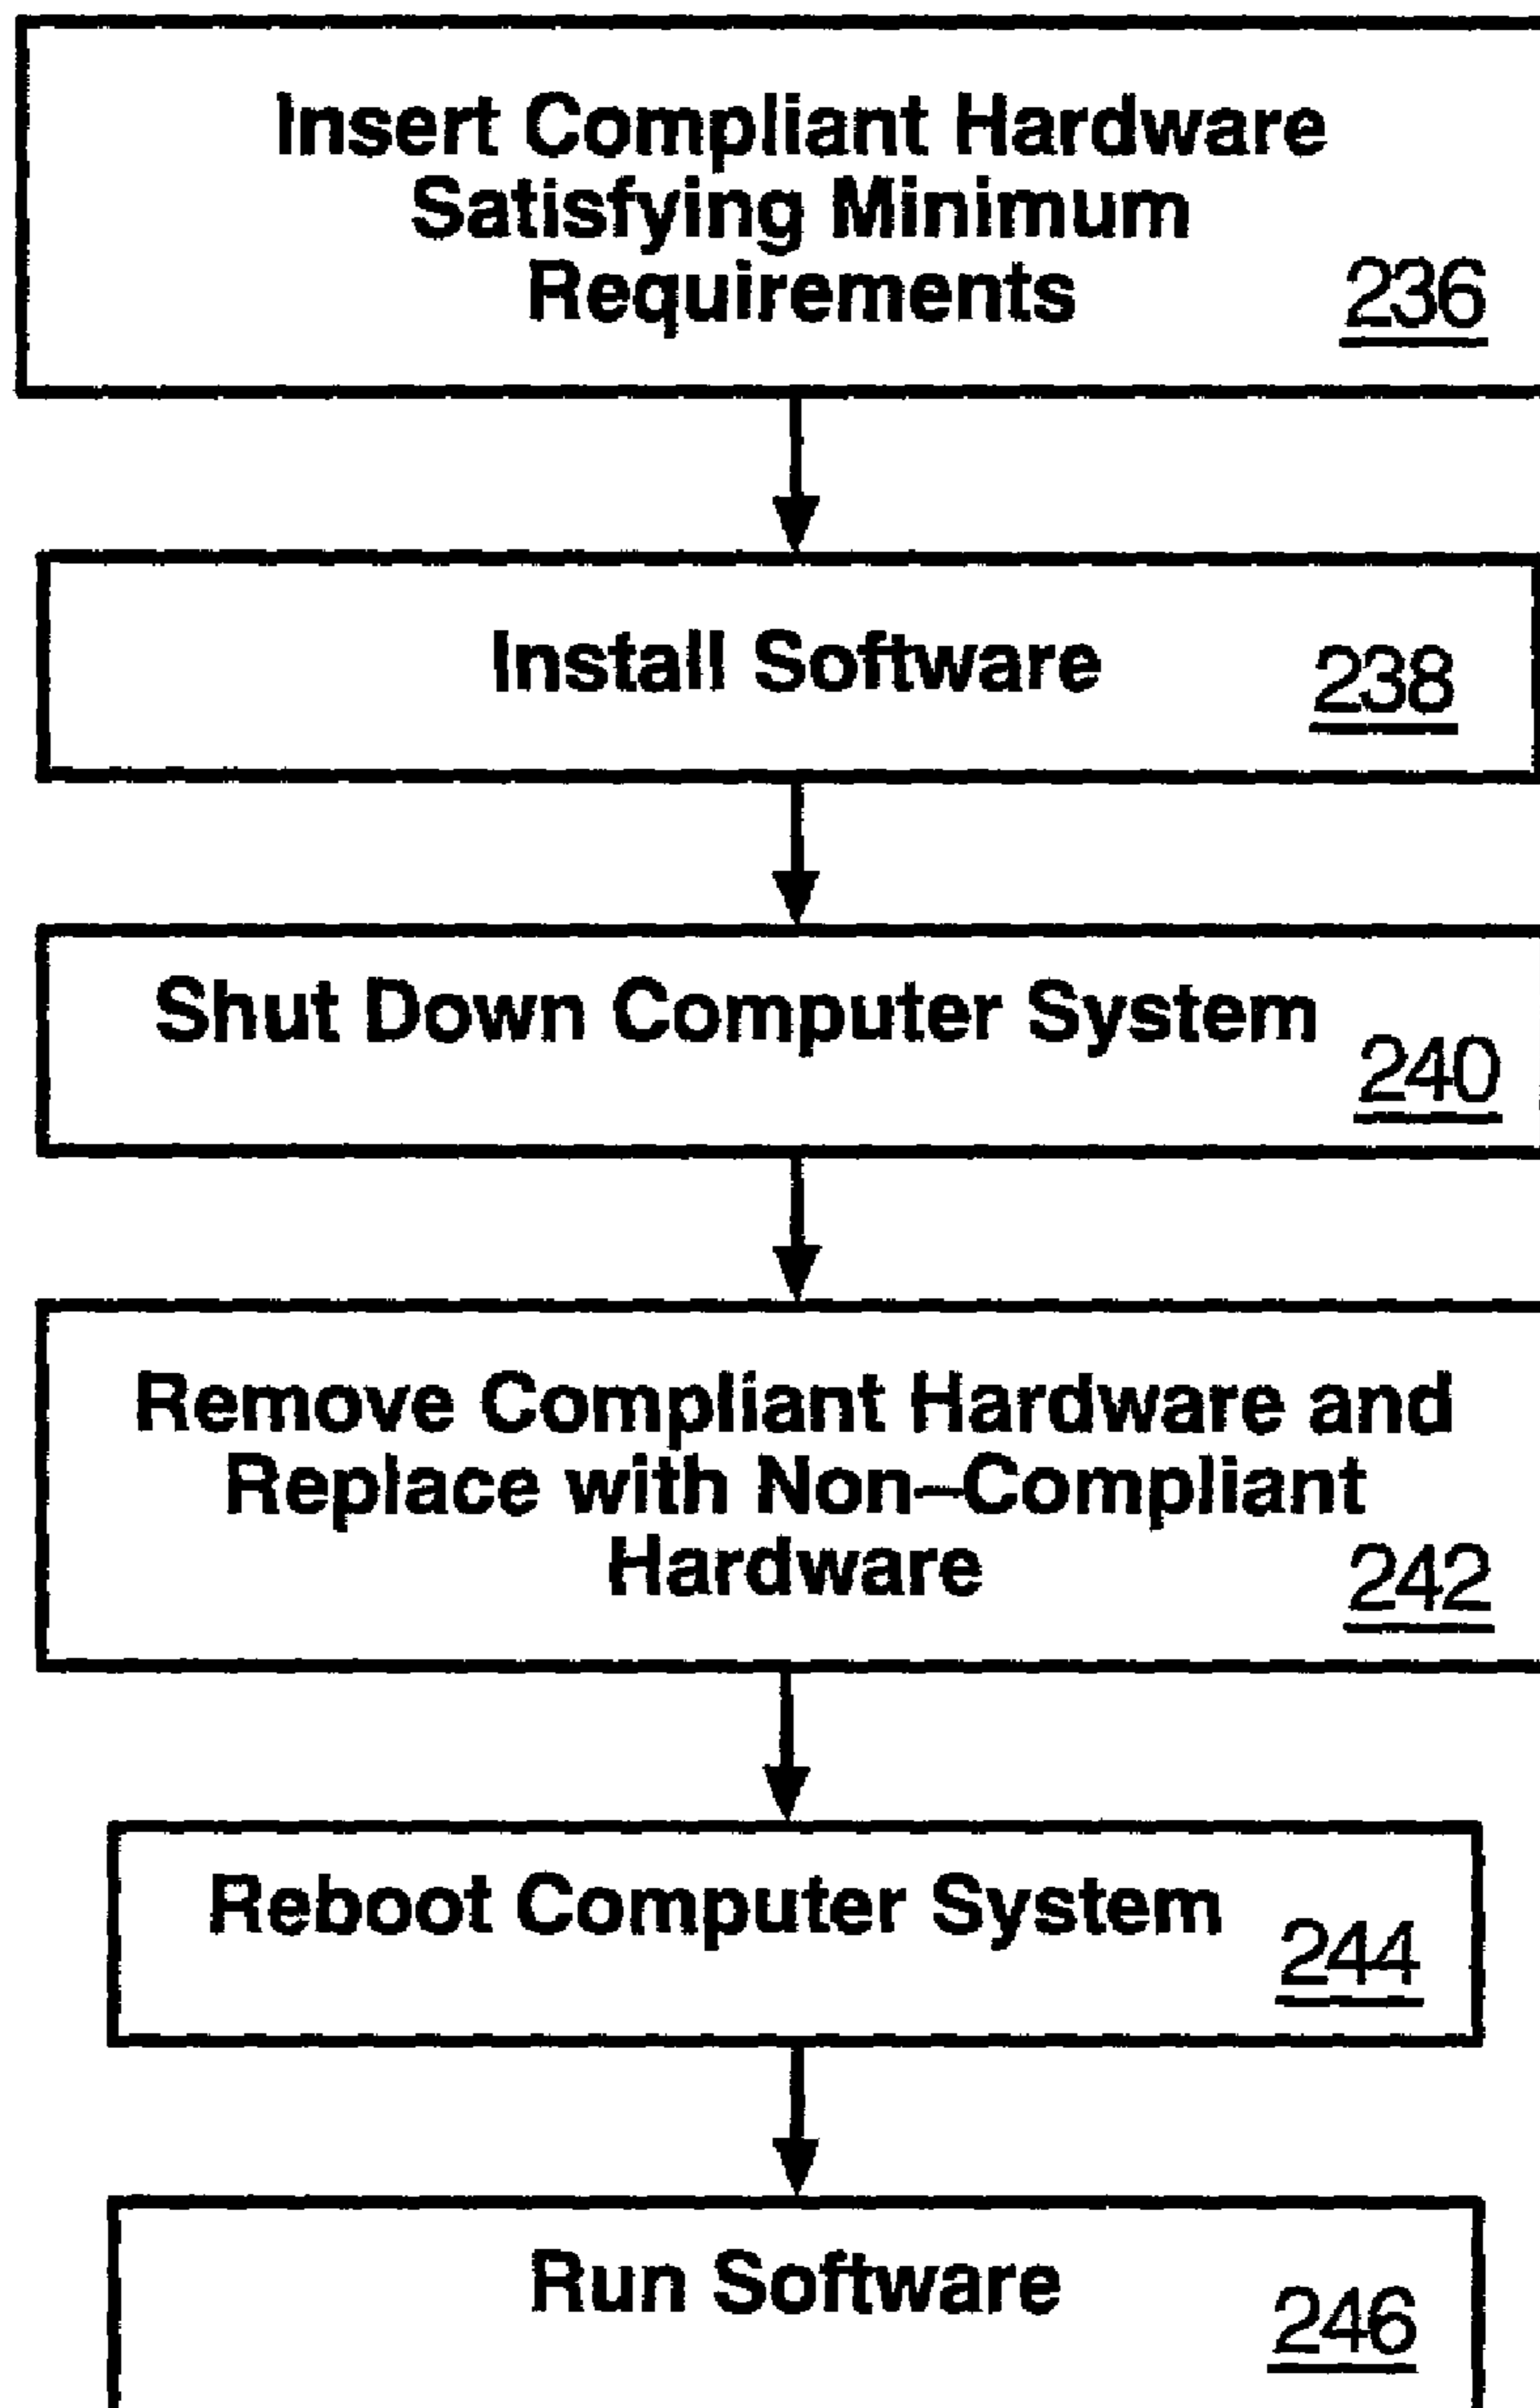 Insert Compliant Hardware
Satisfying Minimum
Requirements
236
Install Software
238
Shut Down Computer System
240
Remove Compliant Hardware and
Replace with Non–Compliant
Hardware
242
Reboot Computer System
244
Run Software
246